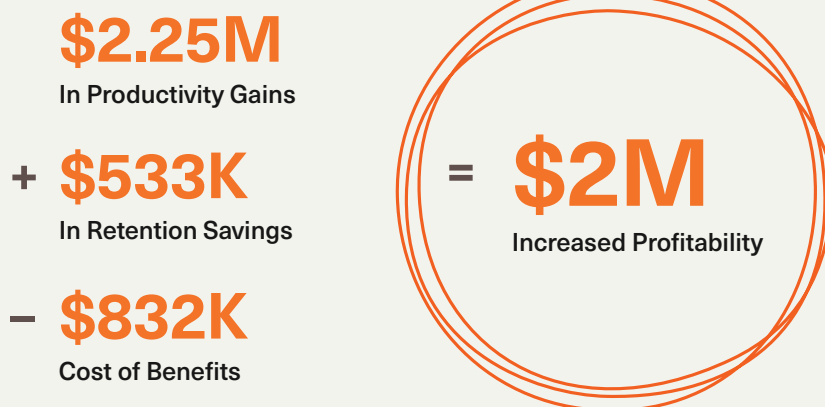 $2.25M
In Productivity Gains
+ $533K
In Retention Savings
− $832K
Cost of Benefits
= $2M
Increased Profitability